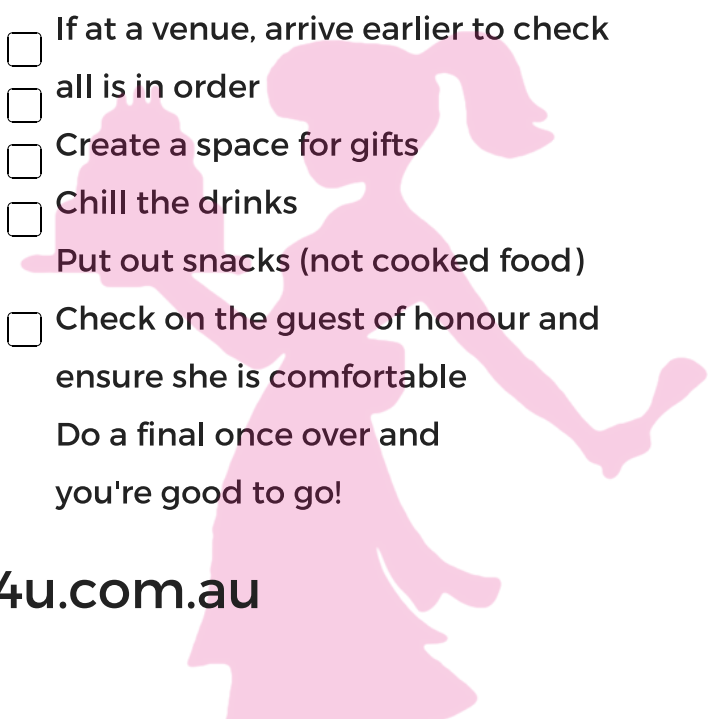 If at a venue, arrive earlier to check
all is in order
Create a space for gifts
Chill the drinks
Put out snacks (not cooked food)
Check on the guest of honour and
ensure she is comfortable
Do a final once over and
you're good to go!
4u.com.au